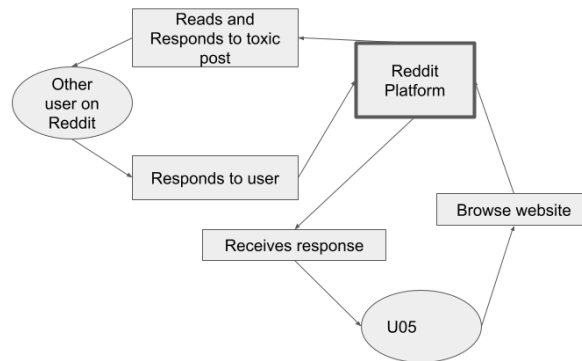 Reads and
Responds to toxic
post
Reddit
Platform
Other
user on
Reddit
Responds to user
Browse website
Receives response
U05